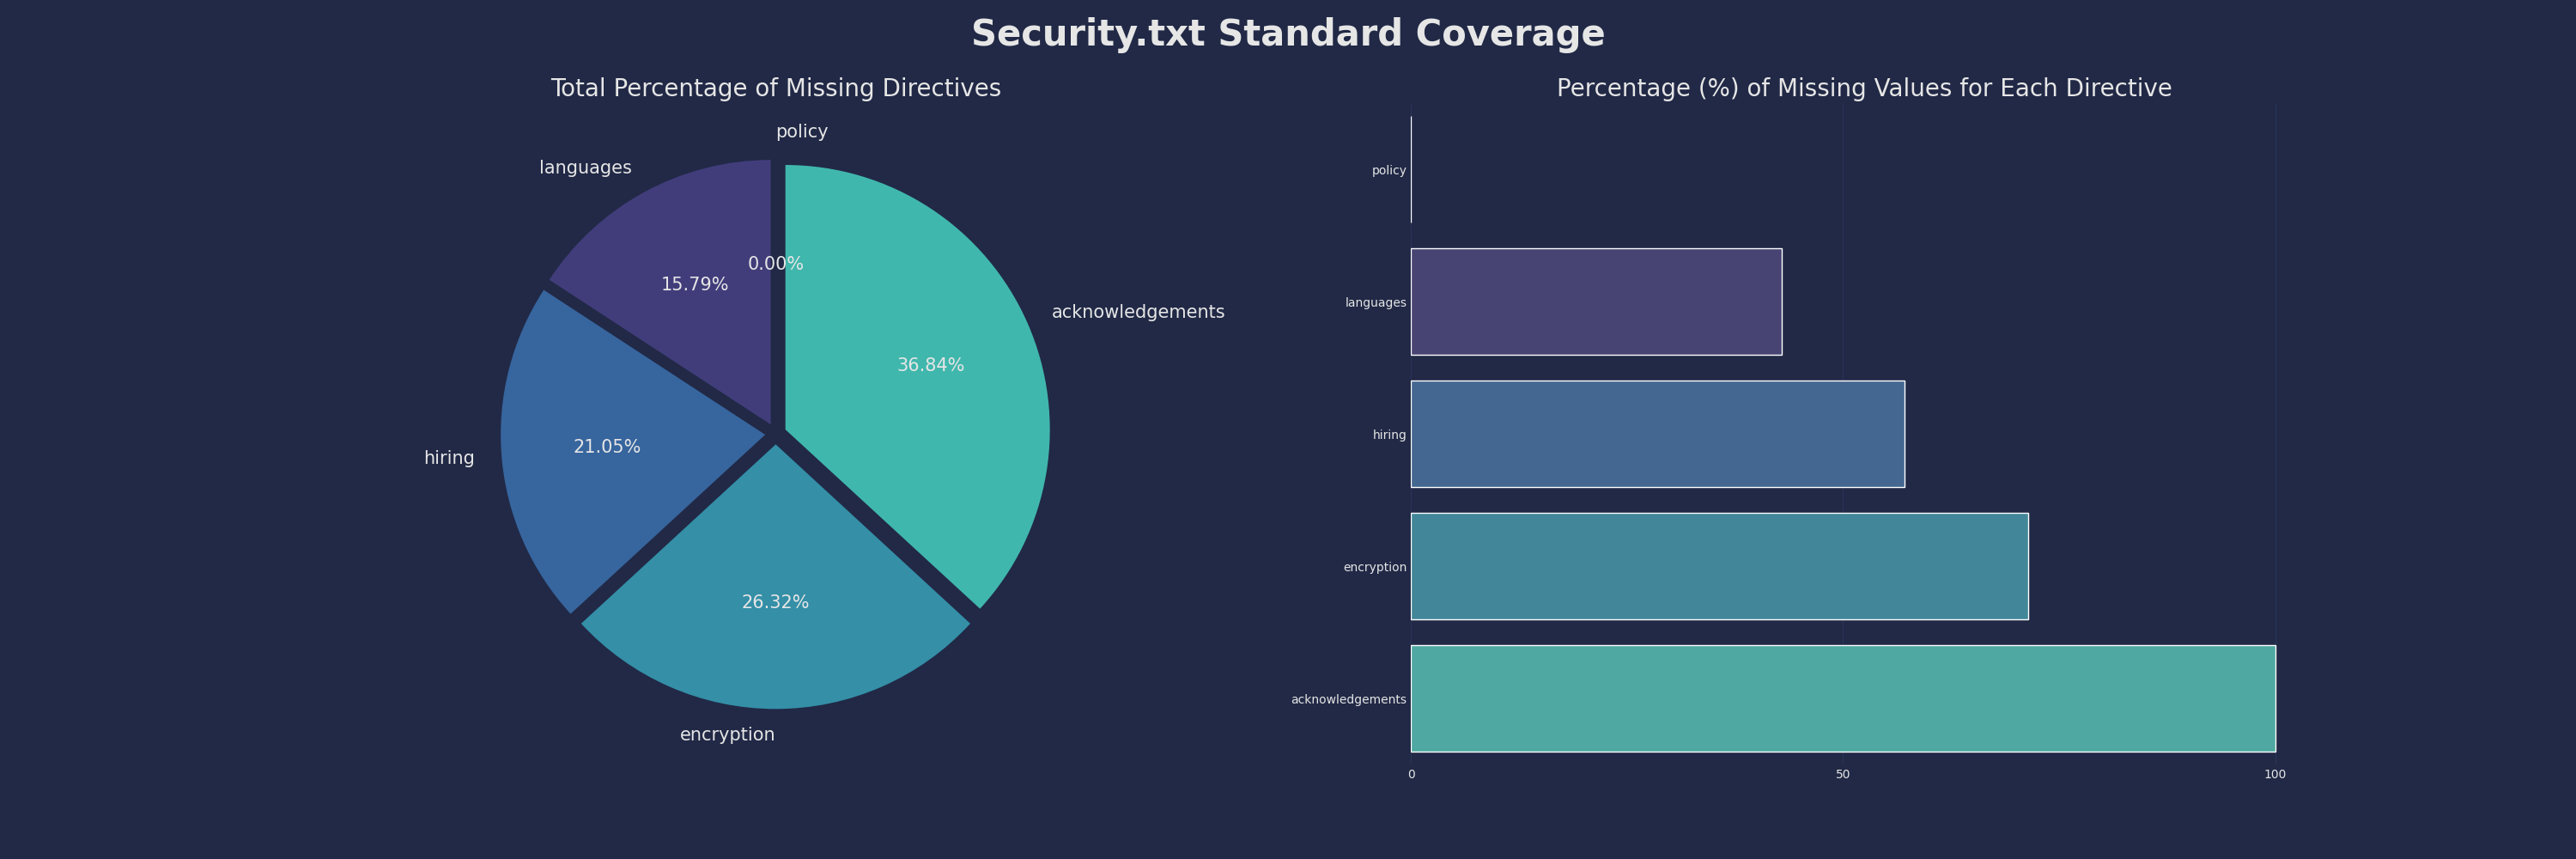 Security.txt Standard Coverage
Total Percentage of Missing Directives
policy
languages
0.00%
15.79%
acknowledgements
36.84%
21.05%
hiring
26.32%
encryption
Percentage (%) of Missing Values for Each Directive
policy
languages
hiring
encryption
acknowledgements
0 50 100